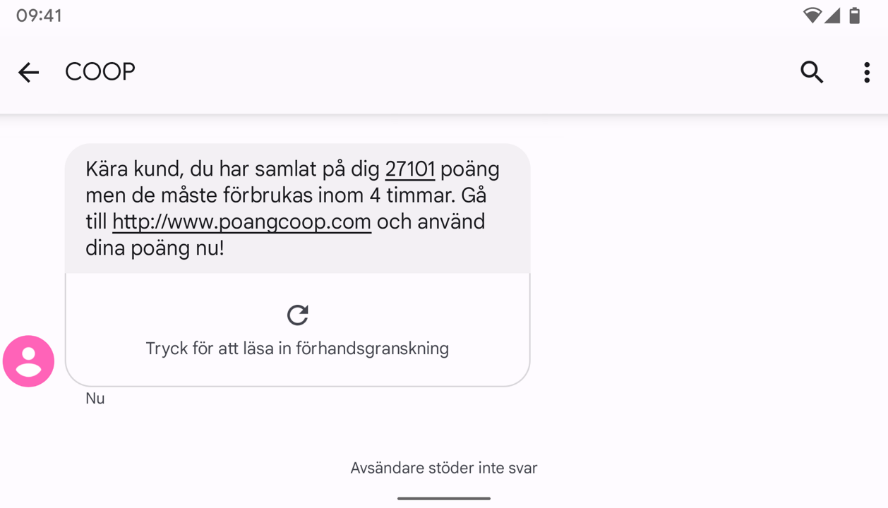 09:41
COOP
Kära kund, du har samlat på dig 27101 poäng
men de måste förbrukas inom 4 timmar. Gå
till http://www.poangcoop.com och använd
dina poäng nu!
Tryck för att läsa in förhandsgranskning
Nu
Avsändare stöder inte svar